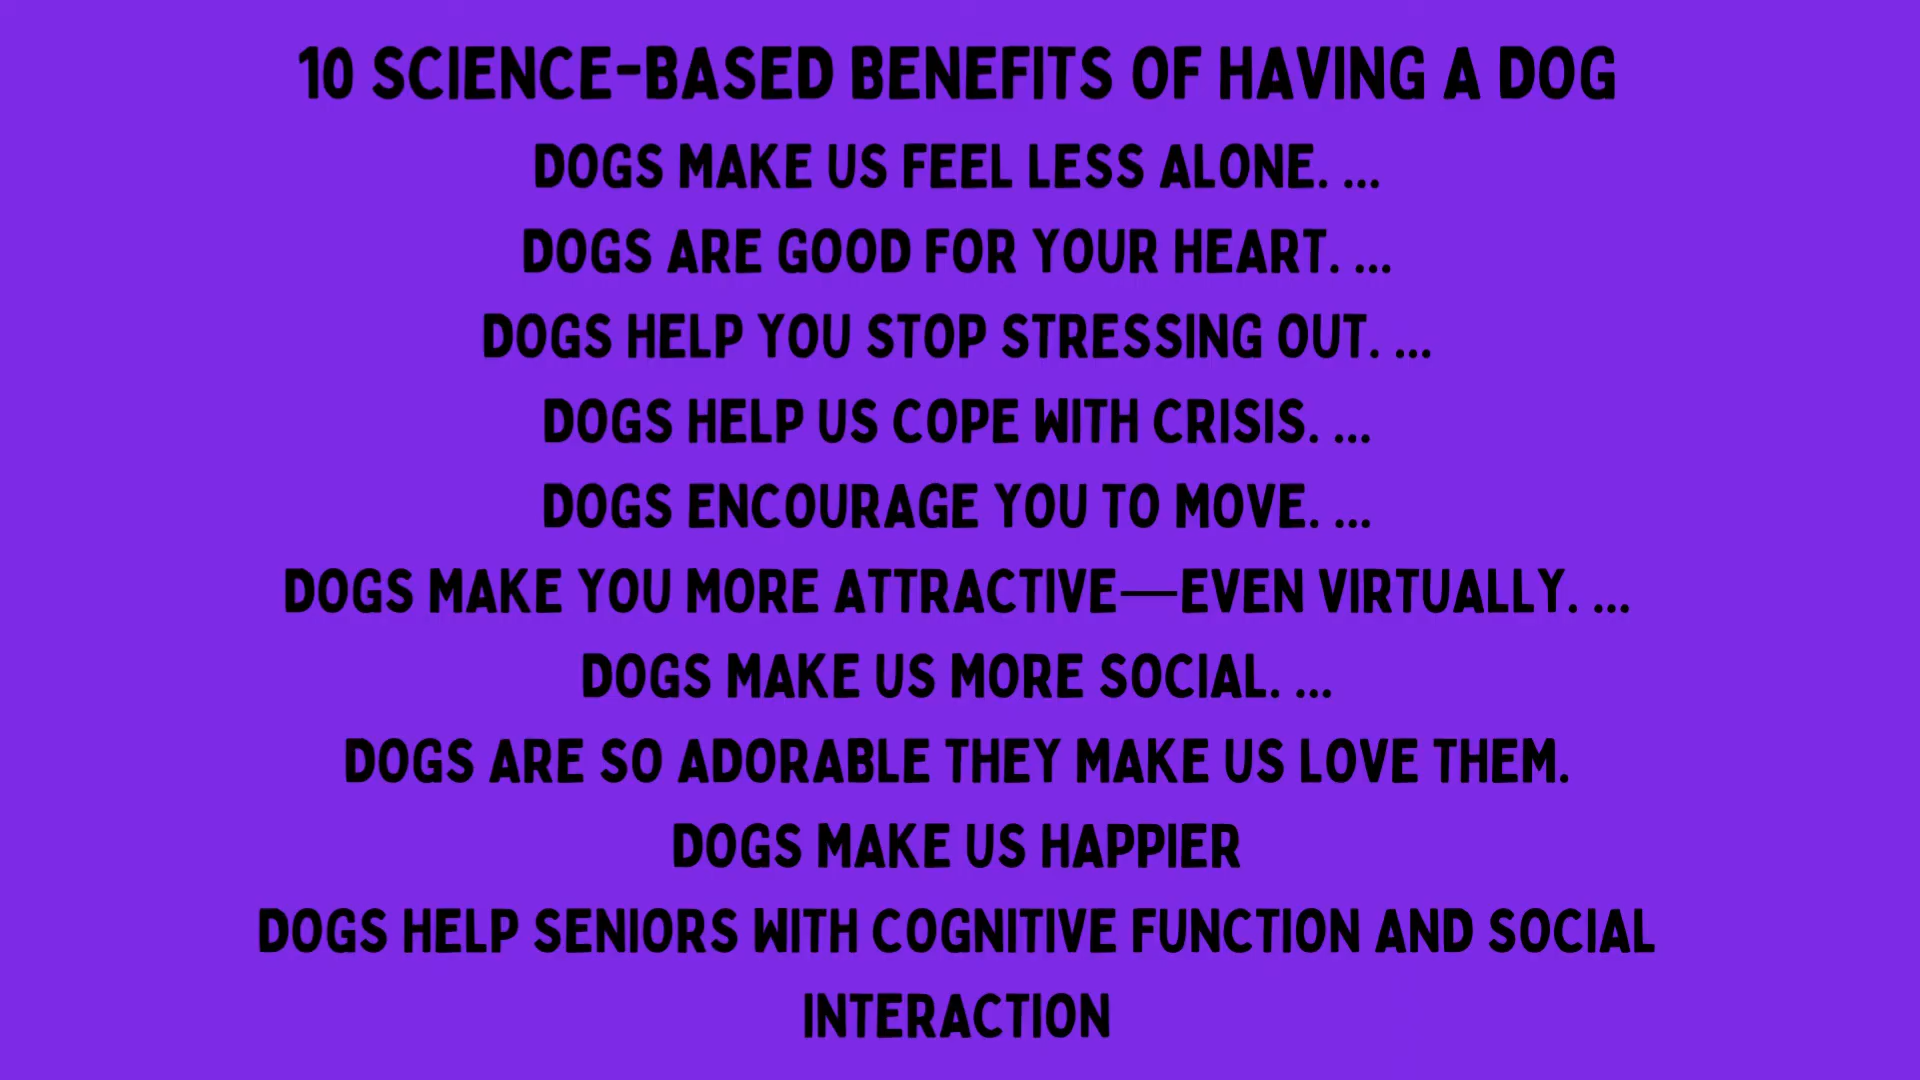 10 SCIENCE-BASED BENEFITS OF HAVING A DOG
DOGS MAKE US FEEL LESS ALONE. ...
DOGS ARE GOOD FOR YOUR HEART. ...
DOGS HELP YOU STOP STRESSING OUT. ...
DOGS HELP US COPE WITH CRISIS. ...
DOGS ENCOURAGE YOU TO MOVE. ...
DOGS MAKE YOU MORE ATTRACTIVE—EVEN VIRTUALLY. ...
DOGS MAKE US MORE SOCIAL. ...
DOGS ARE SO ADORABLE THEY MAKE US LOVE THEM.
DOGS MAKE US HAPPIER
DOGS HELP SENIORS WITH COGNITIVE FUNCTION AND SOCIAL
INTERACTION